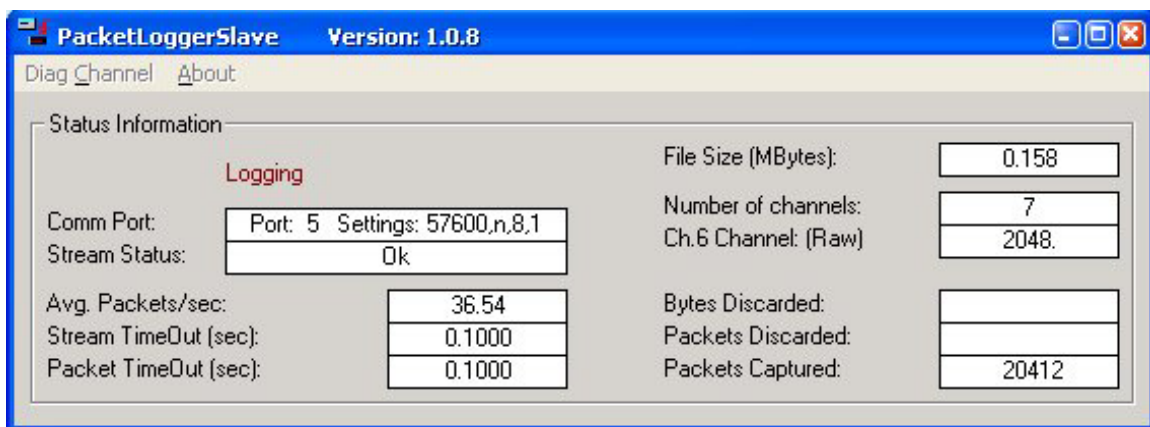 PacketLoggerSlave Version: 1.0.8
Diag Channel About
Status Information
Logging
Comm Port: Port: 5 Settings: 57600,n,8,1
Stream Status: Ok
Avg. Packets/sec: 36.54
Stream TimeOut (sec): 0.1000
Packet TimeOut (sec): 0.1000
File Size (MBytes): 0.158
Number of channels: 7
Ch.6 Channel: (Raw) 2048.
Bytes Discarded:
Packets Discarded:
Packets Captured: 20412